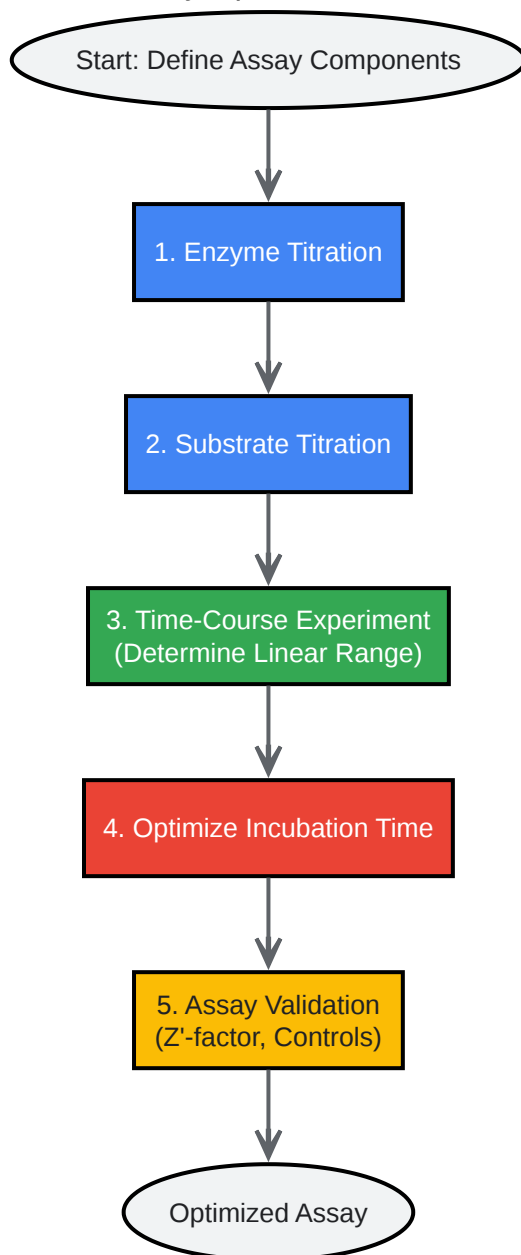 Start: Define Assay Components
1. Enzyme Titration
2. Substrate Titration
3. Time-Course Experiment
(Determine Linear Range)
4. Optimize Incubation Time
5. Assay Validation
(Z'-factor, Controls)
Optimized Assay